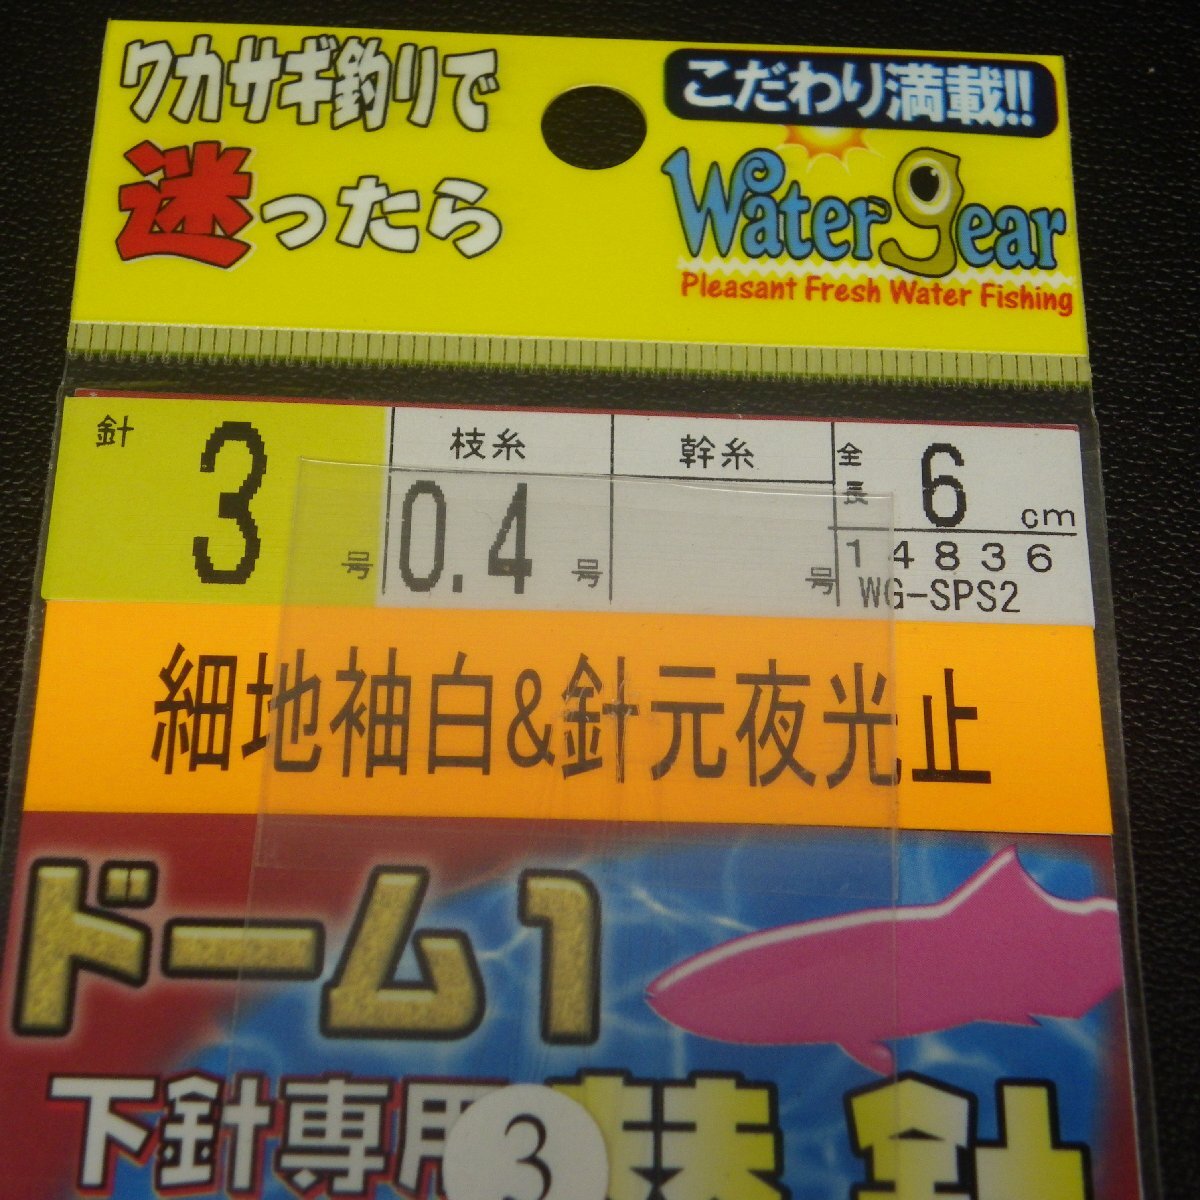 ワカサギ釣りで
迷ったら
こだわり満載!!
Water gear
Pleasant Fresh Water Fishing
針 3 号
枝糸 0.4 号
幹糸 号
全長 6 cm
14836
WG-SPS2
細地袖白&針元夜光止
ドーム1
下針専用
替針
3